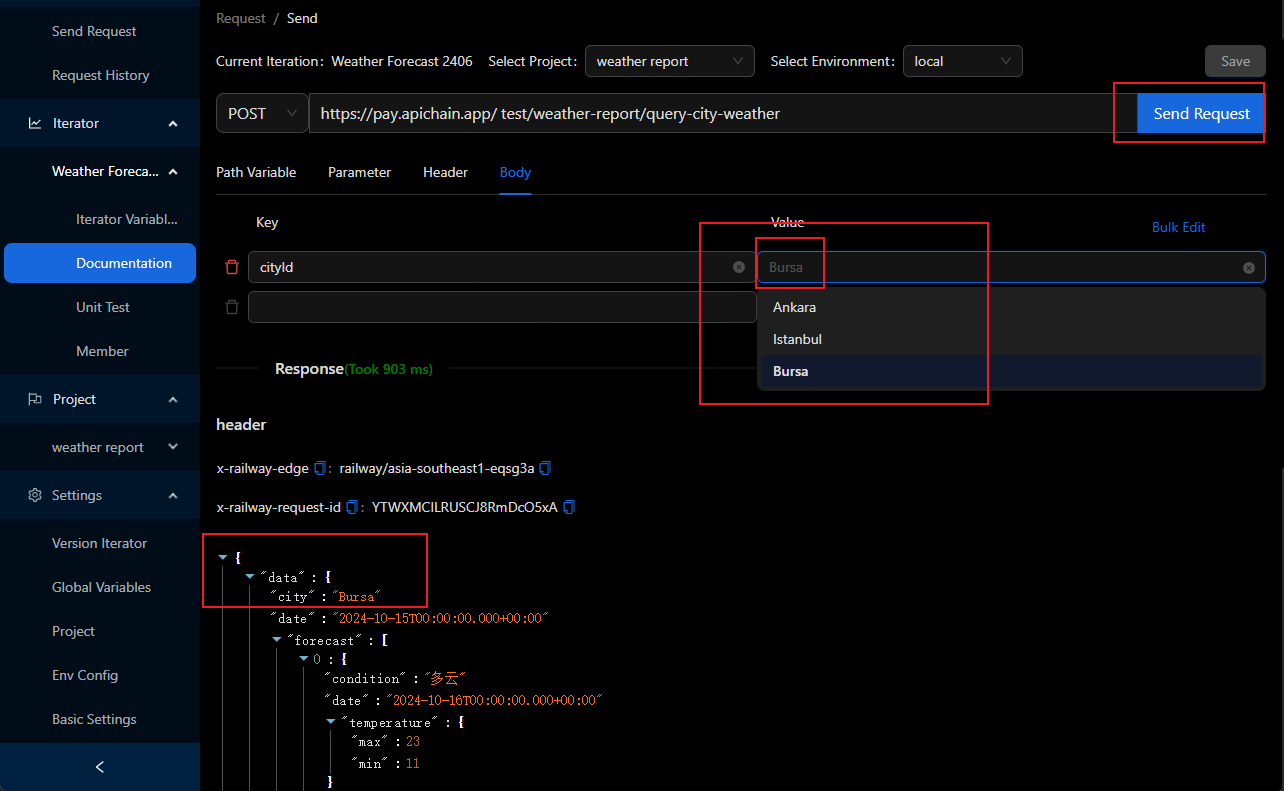 Send Request
Request History
Iterator
Weather Foreca...
Iterator Variabl...
Documentation
Unit Test
Member
Project
weather report
Settings
Version Iterator
Global Variables
Project
Env Config
Basic Settings
Request / Send
Current Iteration: Weather Forecast 2406 Select Project: weather report Select Environment: local Save
POST https://pay.apichain.app/ test/weather-report/query-city-weather Send Request
Path Variable Parameter Header Body
Key Value Bulk Edit
cityId Bursa
Ankara
Istanbul
Bursa
Response(Took 903 ms)
header
x-railway-edge : railway/asia-southeast1-eqsg3a
x-railway-request-id : YTWXMClLRUSCJ8RmDcO5xA
{
"data" : {
"city" : "Bursa"
"date" : "2024-10-15T00:00:00.000+00:00"
"forecast" : [
0 : {
"condition" : "多云"
"date" : "2024-10-16T00:00:00.000+00:00"
"temperature" : {
"max" : 23
"min" : 11
}